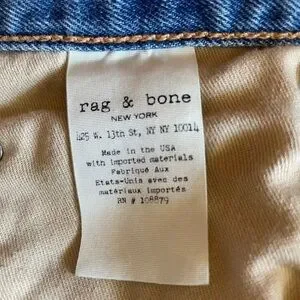 rag & bone
NEW YORK
425 W. 13th St, NY NY 10014
Made in the USA
with imported materials
Fabriqué Aux
Etats-Unis avec des
matériaux importés
RN # 108879